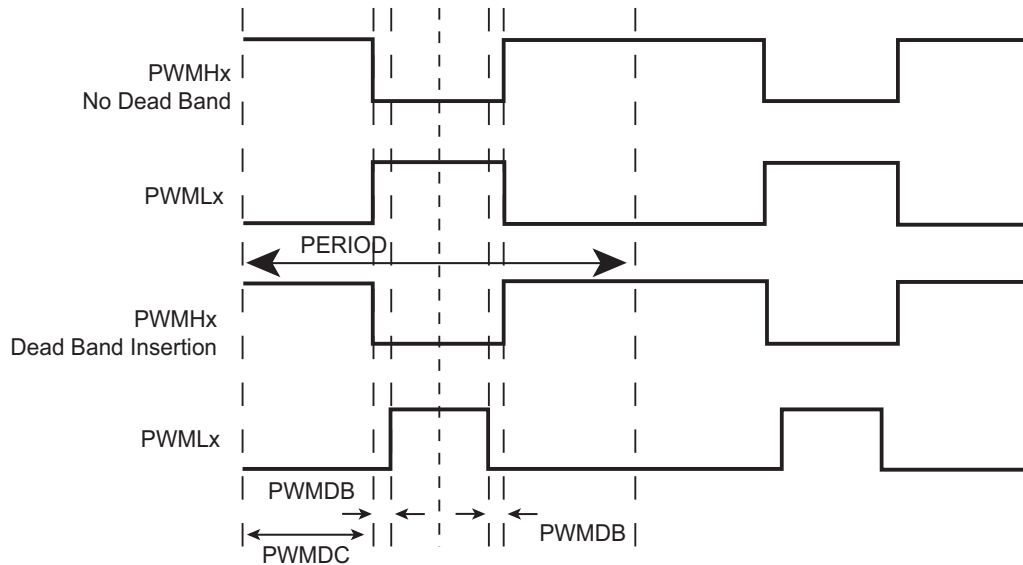 PWMHx
No Dead Band
PWMLx
PERIOD
PWMHx
Dead Band Insertion
PWMLx
PWMDB
PWMDB
PWMDC